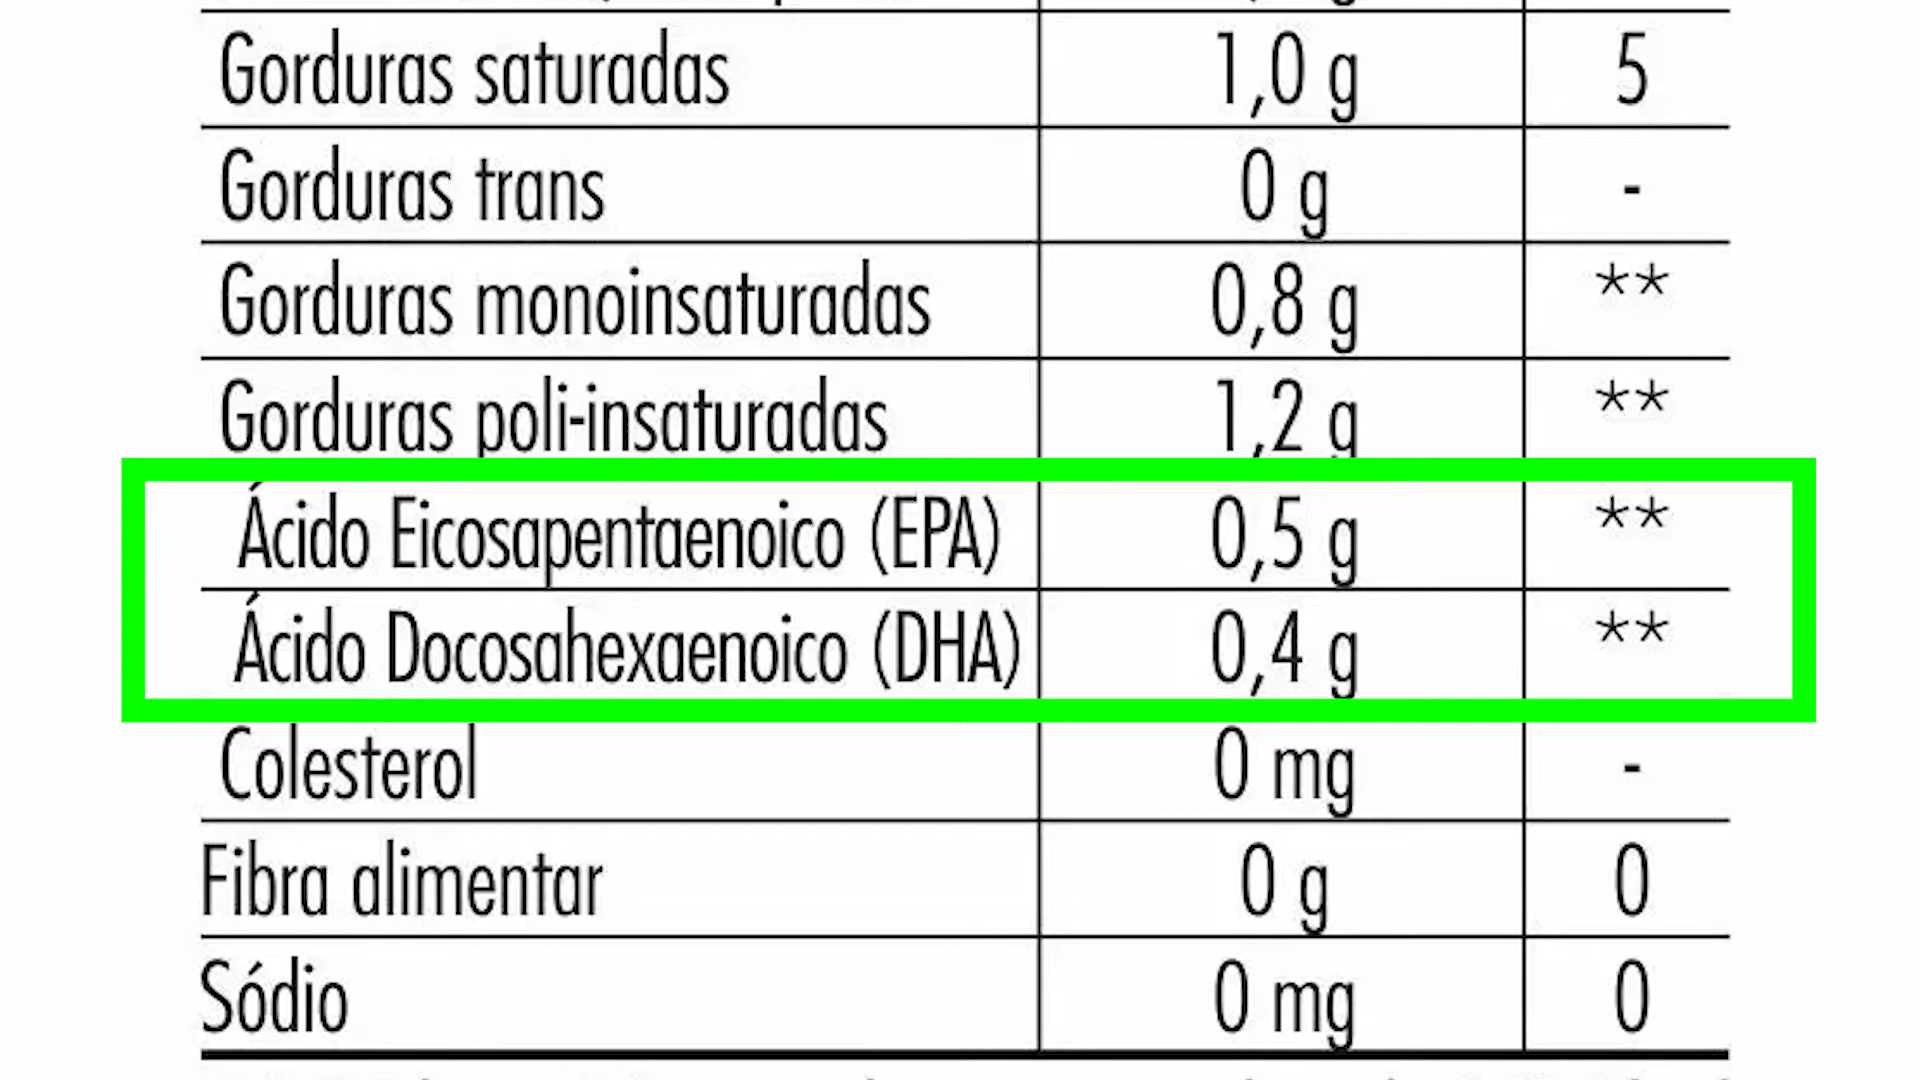 Gorduras saturadas 1,0 g 5
Gorduras trans 0 g -
Gorduras monoinsaturadas 0,8 g **
Gorduras poli-insaturadas 1,2 g **
Ácido Eicosapentaenoico (EPA) 0,5 g **
Ácido Docosahexaenoico (DHA) 0,4 g **
Colesterol 0 mg -
Fibra alimentar 0 g 0
Sódio 0 mg 0